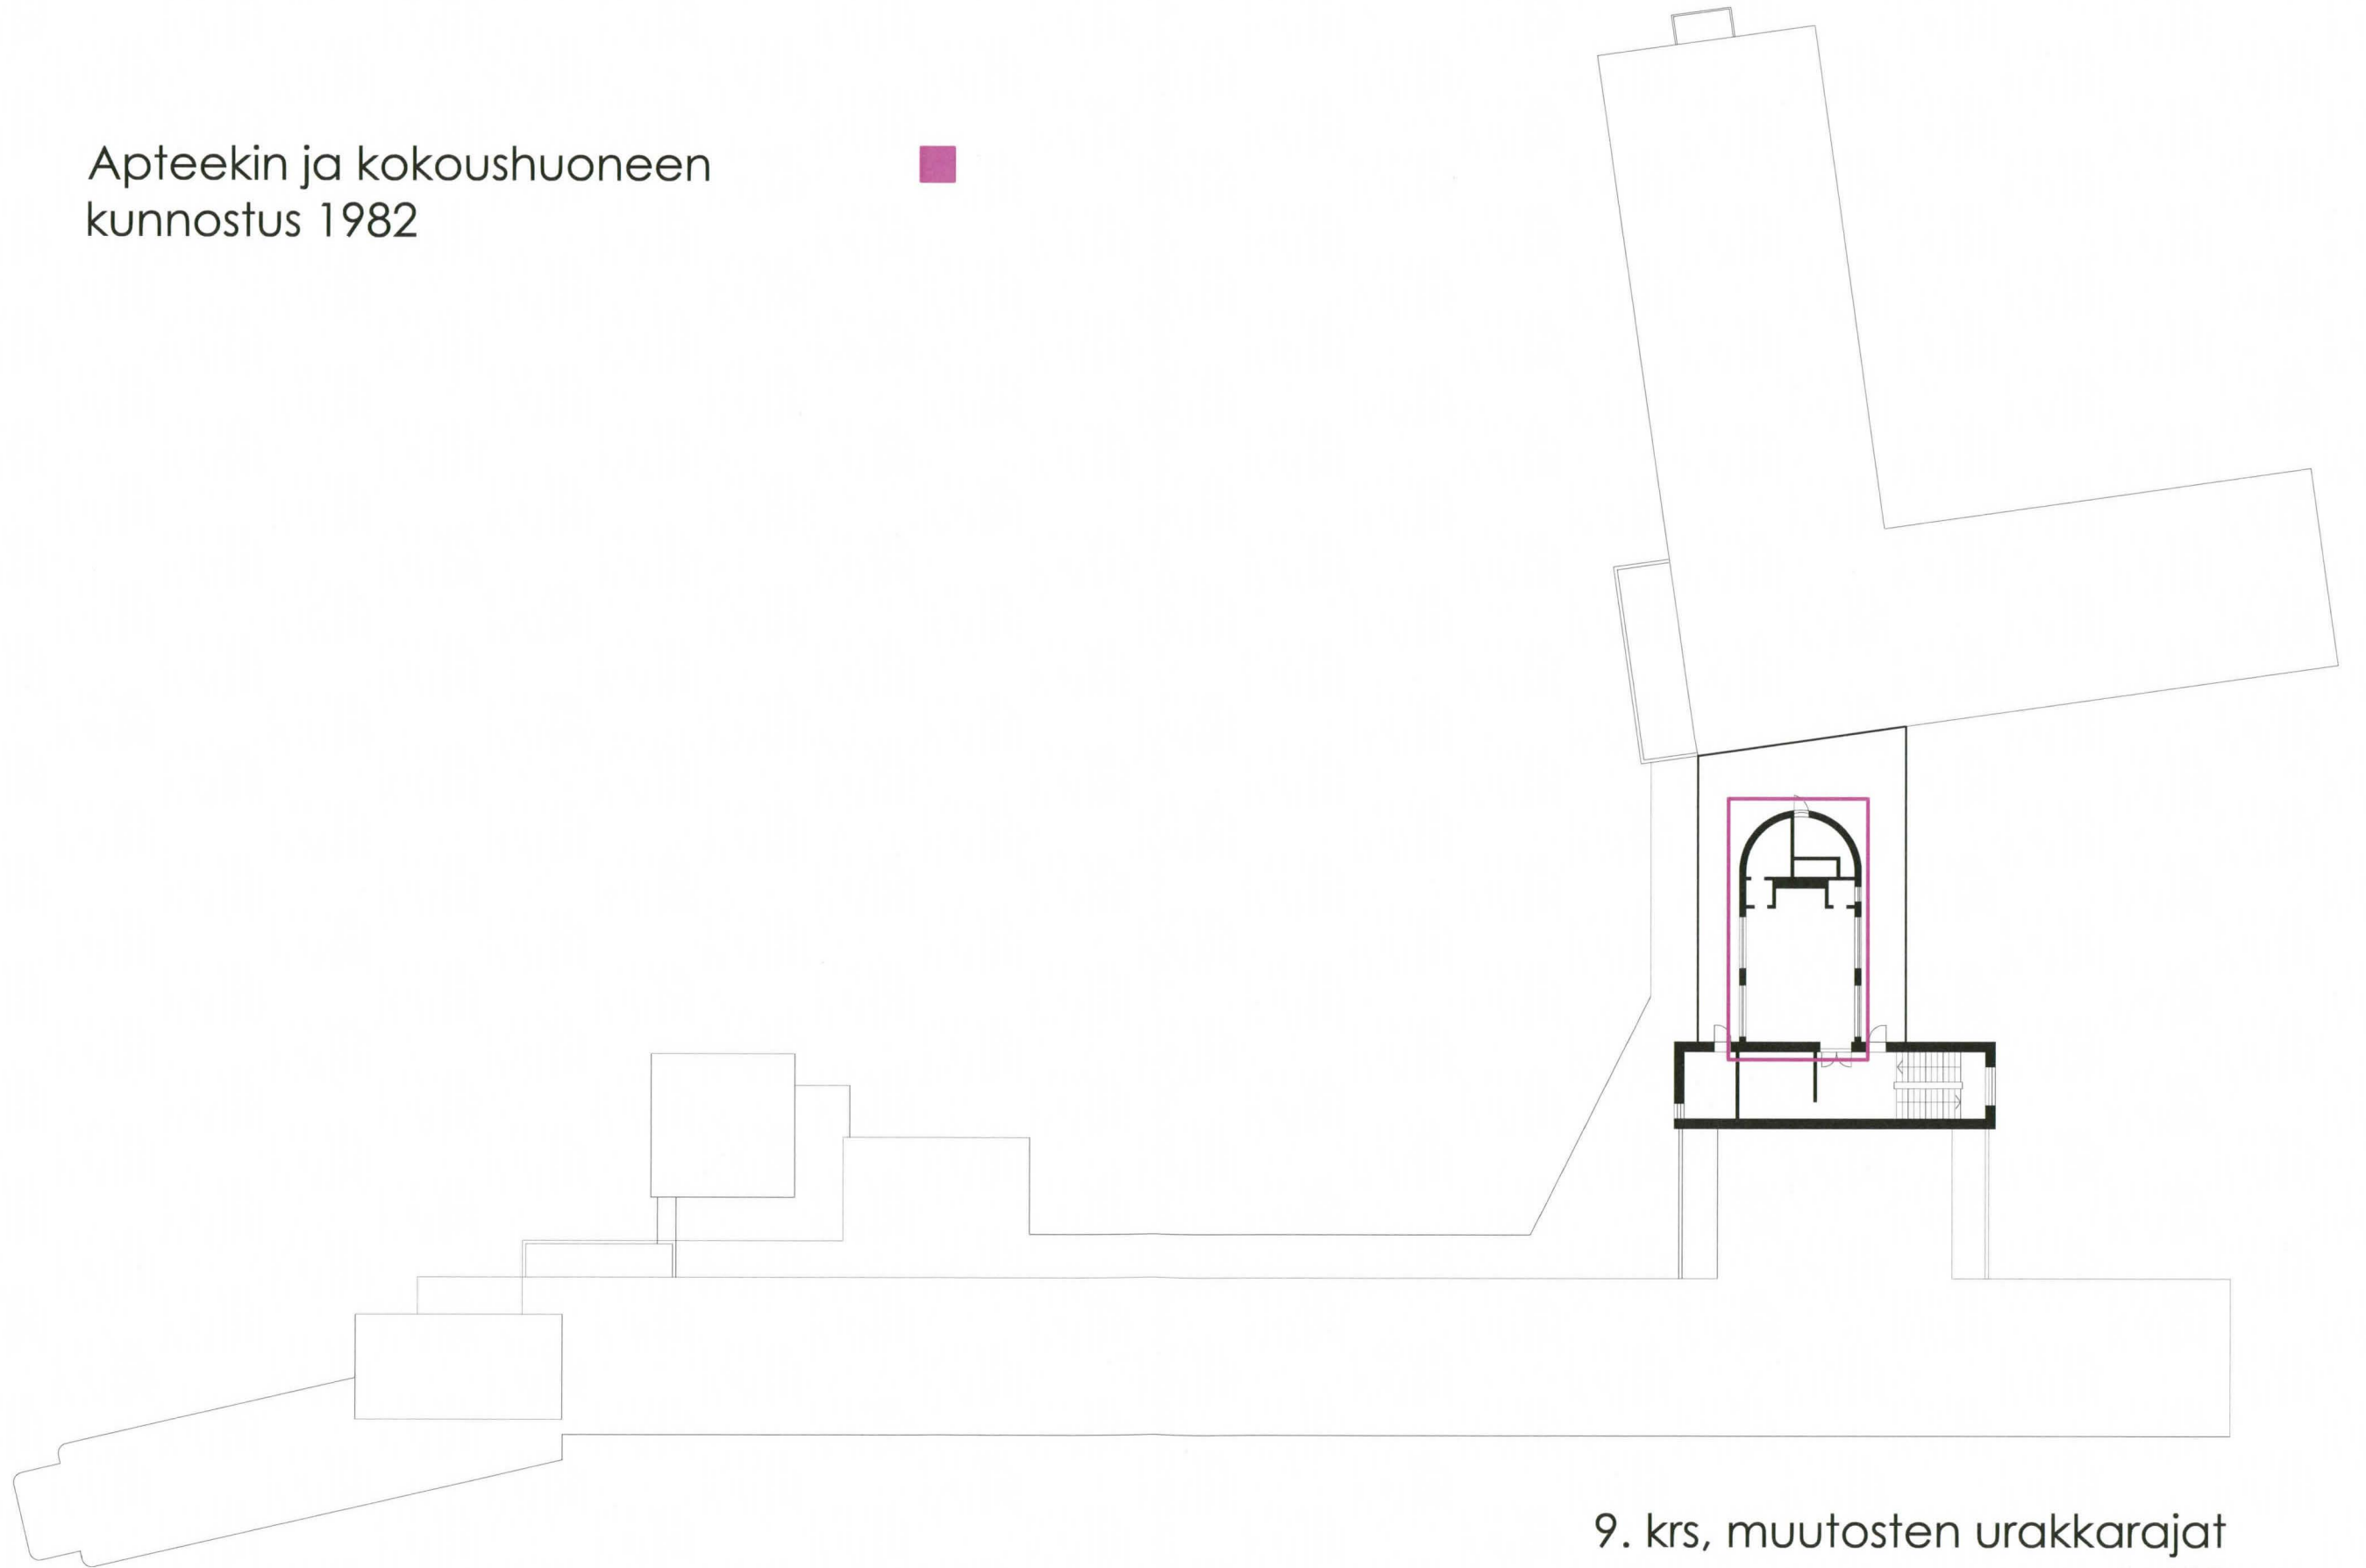 Apteekin ja kokoushuoneen
kunnostus 1982
9. krs, muutosten urakkarajat